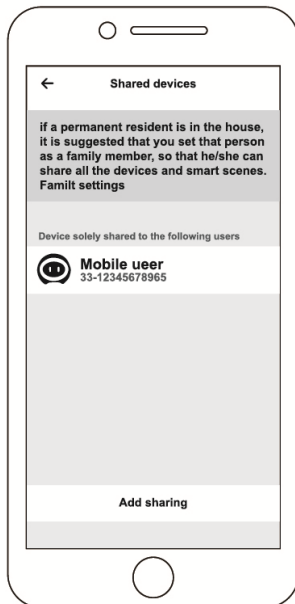 Shared devices
if a permanent resident is in the house,
it is suggested that you set that person
as a family member, so that he/she can
share all the devices and smart scenes.
Familt settings
Device solely shared to the following users
Mobile ueer
33-12345678965
Add sharing